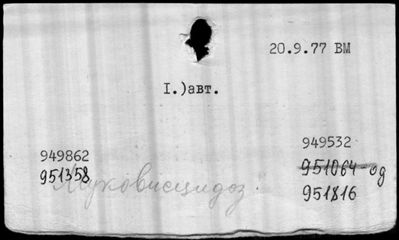 20.9.77 ВМ
I.)авт.
949532
949862
951064-од
951358
951816
Муковисцидоз